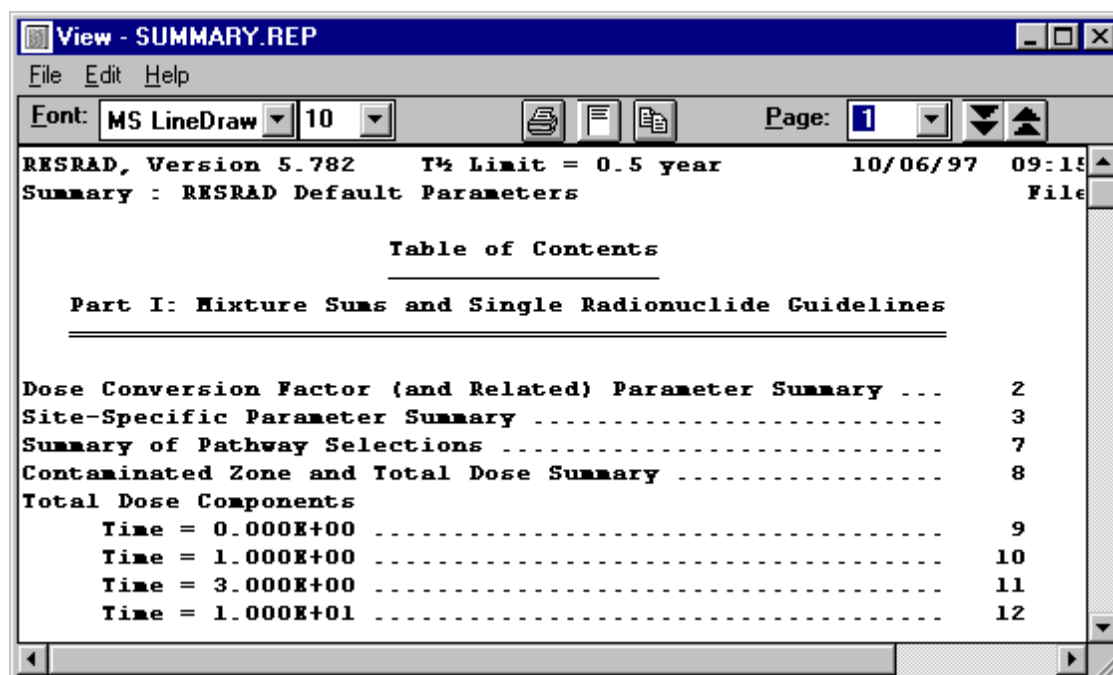 View - SUMMARY.REP
File Edit Help
Font: MS LineDraw 10 Page: 1
RESRAD, Version 5.782 T½ Limit = 0.5 year 10/06/97 09:15
Summary : RESRAD Default Parameters File
Table of Contents
Part I: Mixture Sums and Single Radionuclide Guidelines
Dose Conversion Factor (and Related) Parameter Summary ... 2
Site-Specific Parameter Summary .......................... 3
Summary of Pathway Selections ............................ 7
Contaminated Zone and Total Dose Summary ................. 8
Total Dose Components
Time = 0.000E+00 .................................... 9
Time = 1.000E+00 .................................... 10
Time = 3.000E+00 .................................... 11
Time = 1.000E+01 .................................... 12